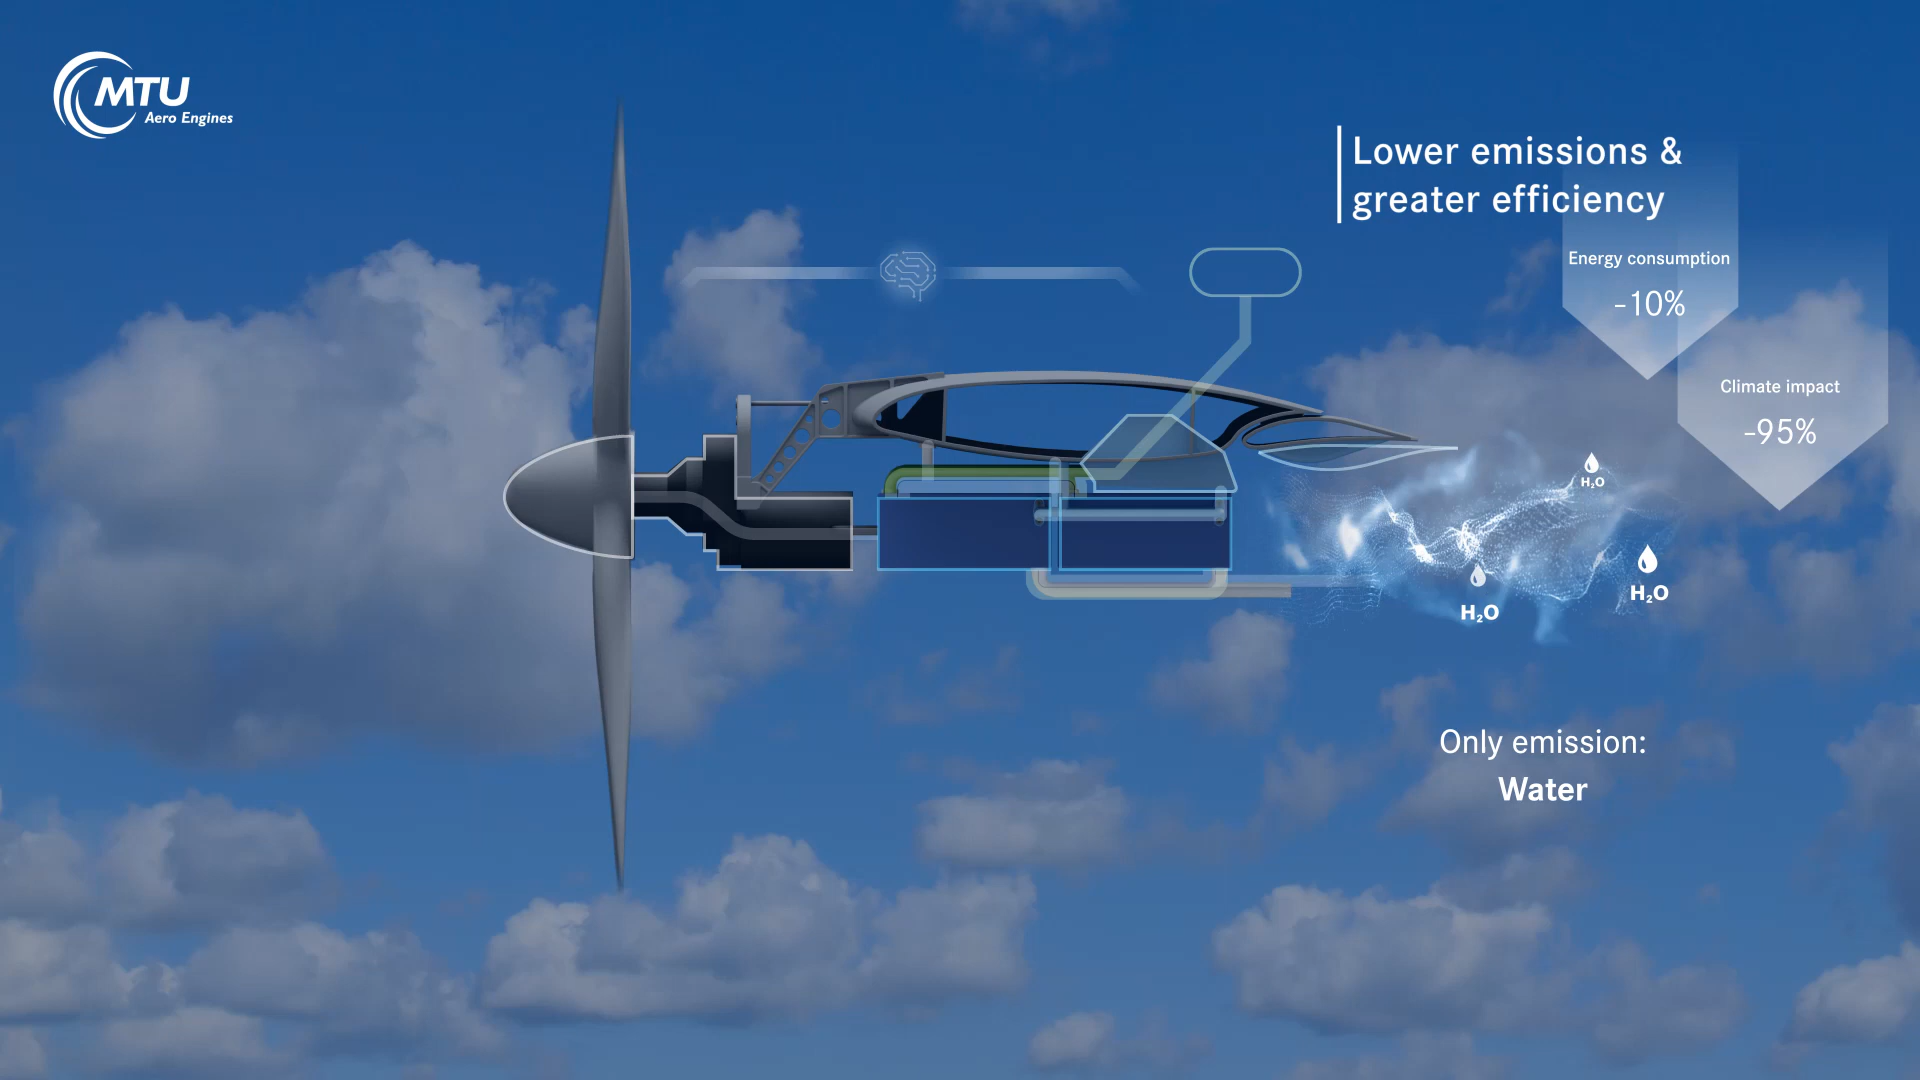 MTU
Aero Engines
Lower emissions &
greater efficiency
Energy consumption
-10%
Climate impact
-95%
H₂O
H₂O
H₂O
Only emission:
Water